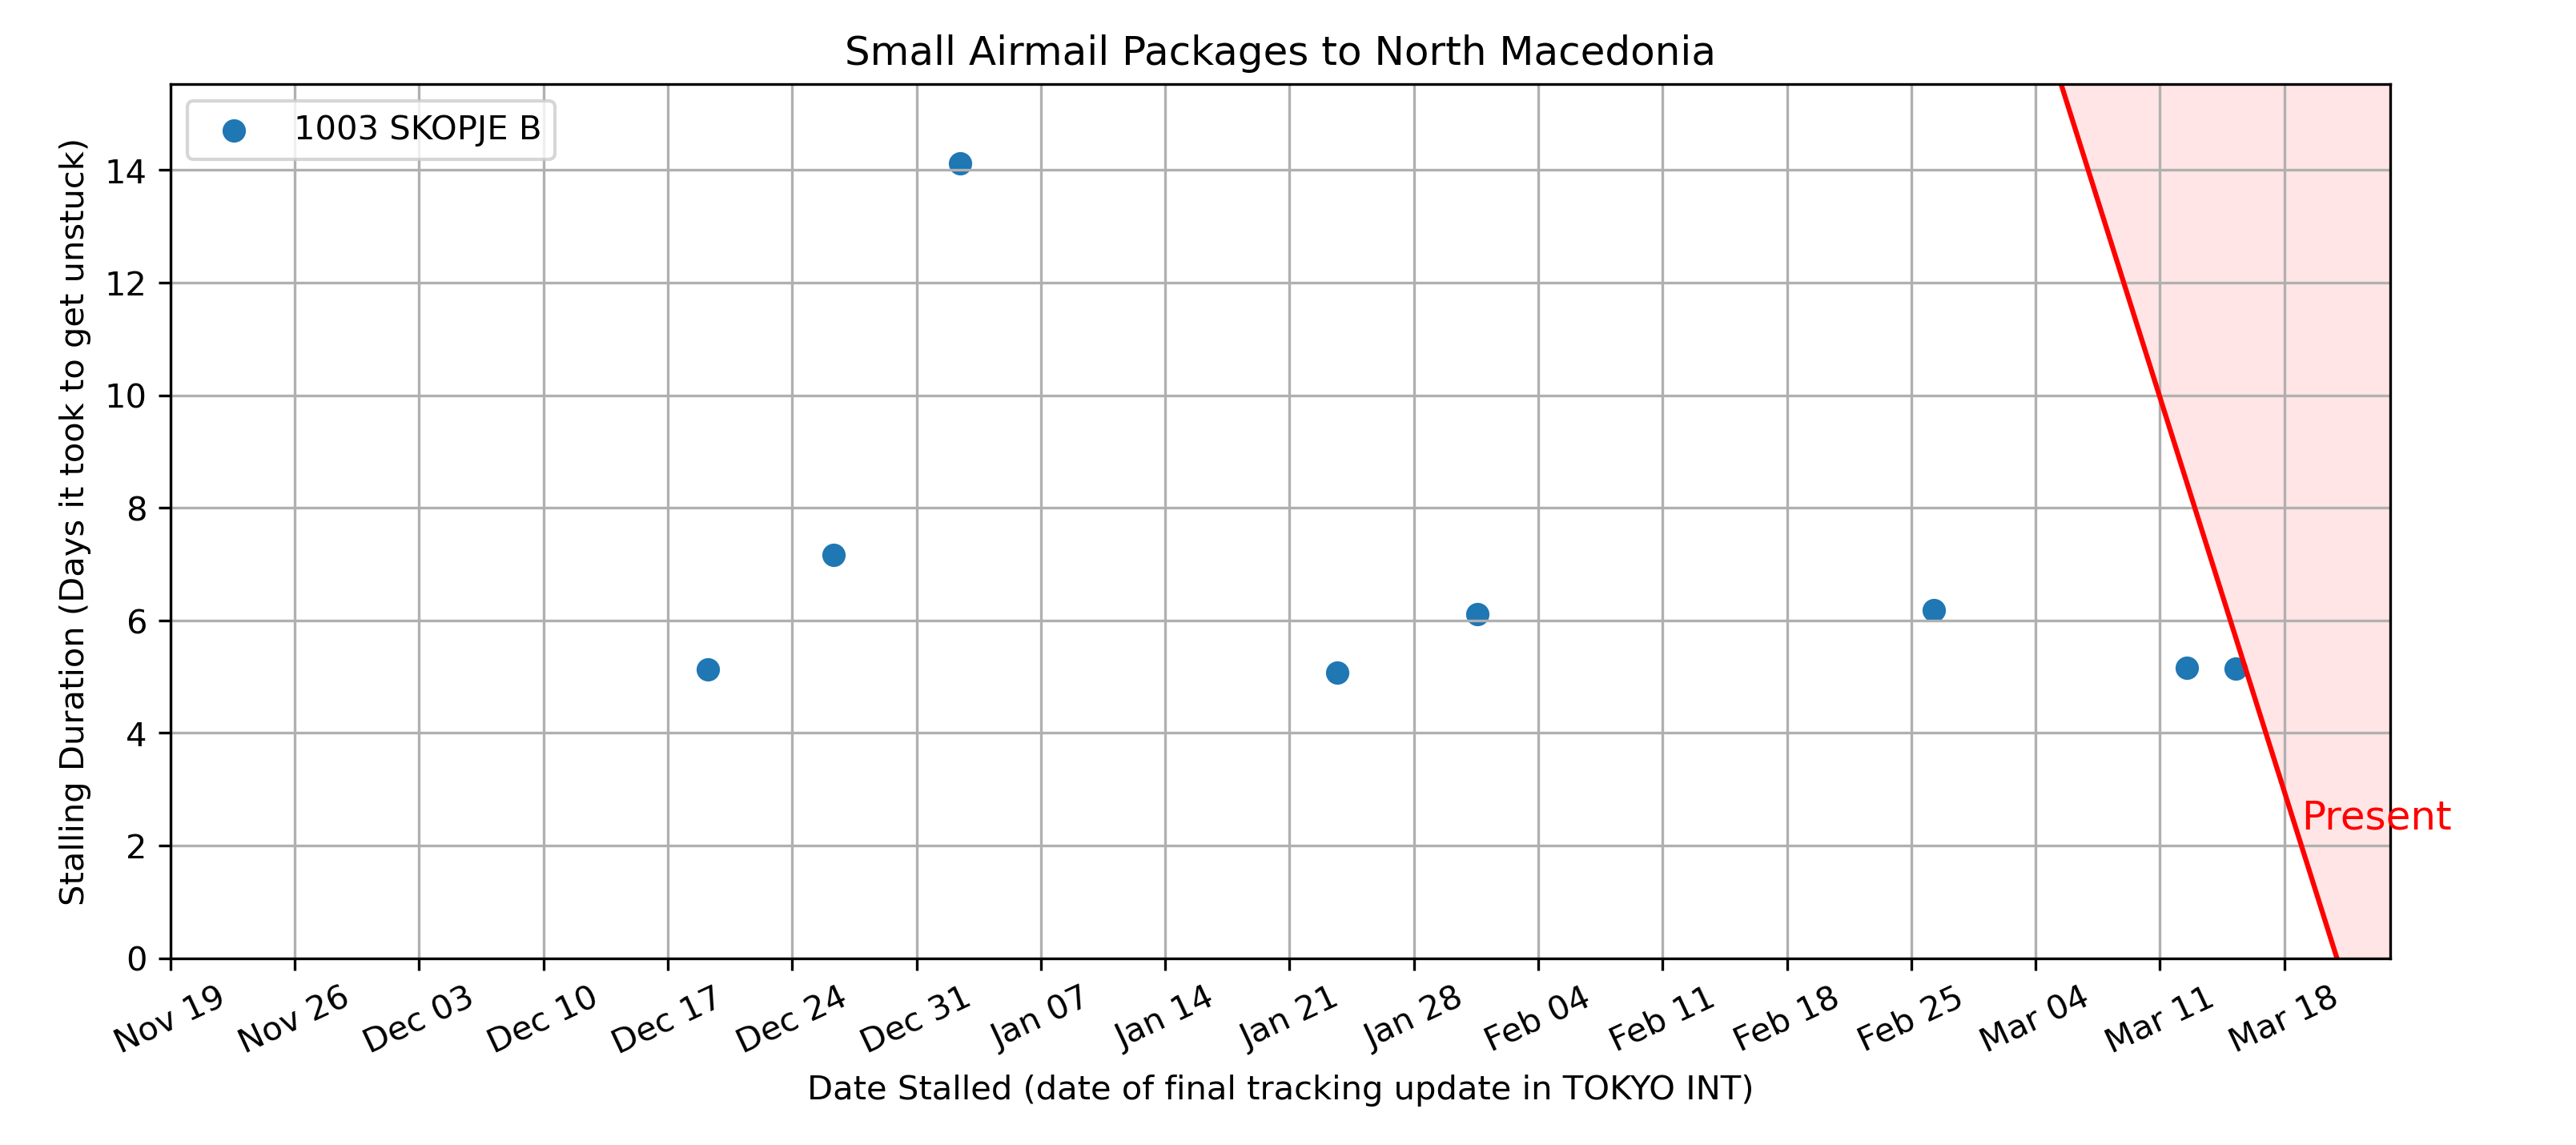 Small Airmail Packages to North Macedonia
1003 SKOPJE B
Stalling Duration (Days it took to get unstuck)
14
12
10
8
6
4
2
0
Present
Nov 19
Nov 26
Dec 03
Dec 10
Dec 17
Dec 24
Dec 31
Jan 07
Jan 14
Jan 21
Jan 28
Feb 04
Feb 11
Feb 18
Feb 25
Mar 04
Mar 11
Mar 18
Date Stalled (date of final tracking update in TOKYO INT)